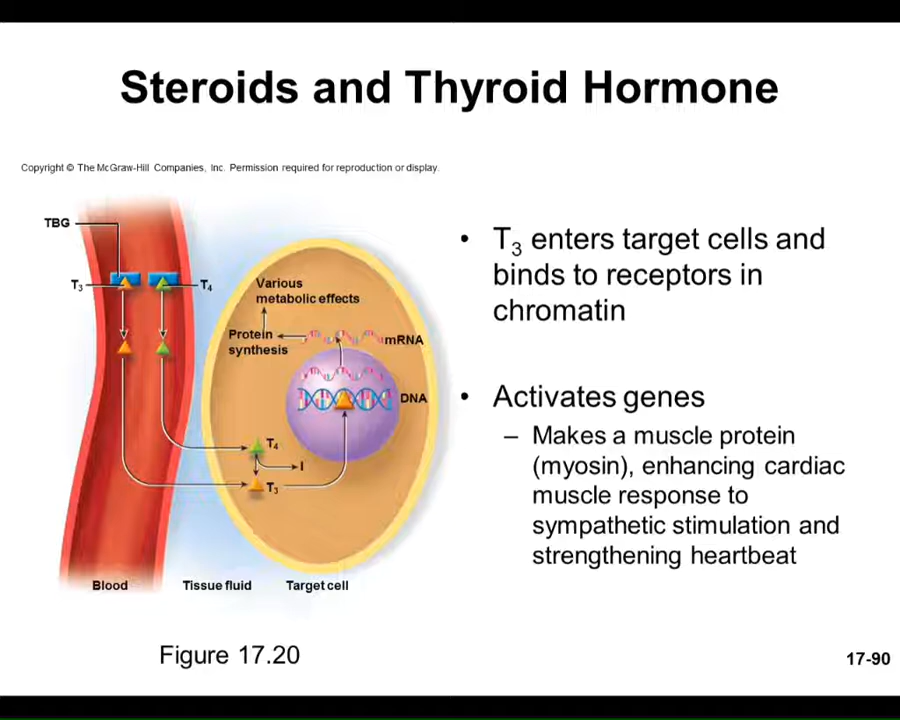 Steroids and Thyroid Hormone
Copyright © The McGraw-Hill Companies, Inc. Permission required for reproduction or display.
TBG
T3
T4
Various
metabolic effects
Protein
synthesis
mRNA
DNA
T4
I
T3
Blood
Tissue fluid
Target cell
Figure 17.20
• T3 enters target cells and
binds to receptors in
chromatin
• Activates genes
– Makes a muscle protein
(myosin), enhancing cardiac
muscle response to
sympathetic stimulation and
strengthening heartbeat
17-90